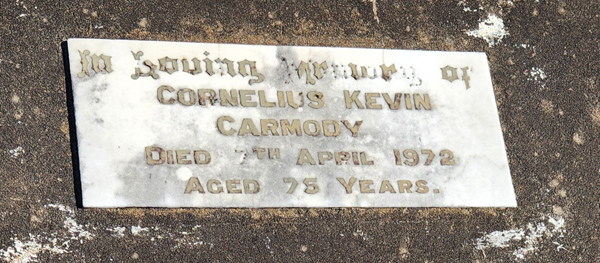 In Loving Memory of
CORNELIUS KEVIN
CARMODY
DIED 7TH APRIL 1972
AGED 75 YEARS.